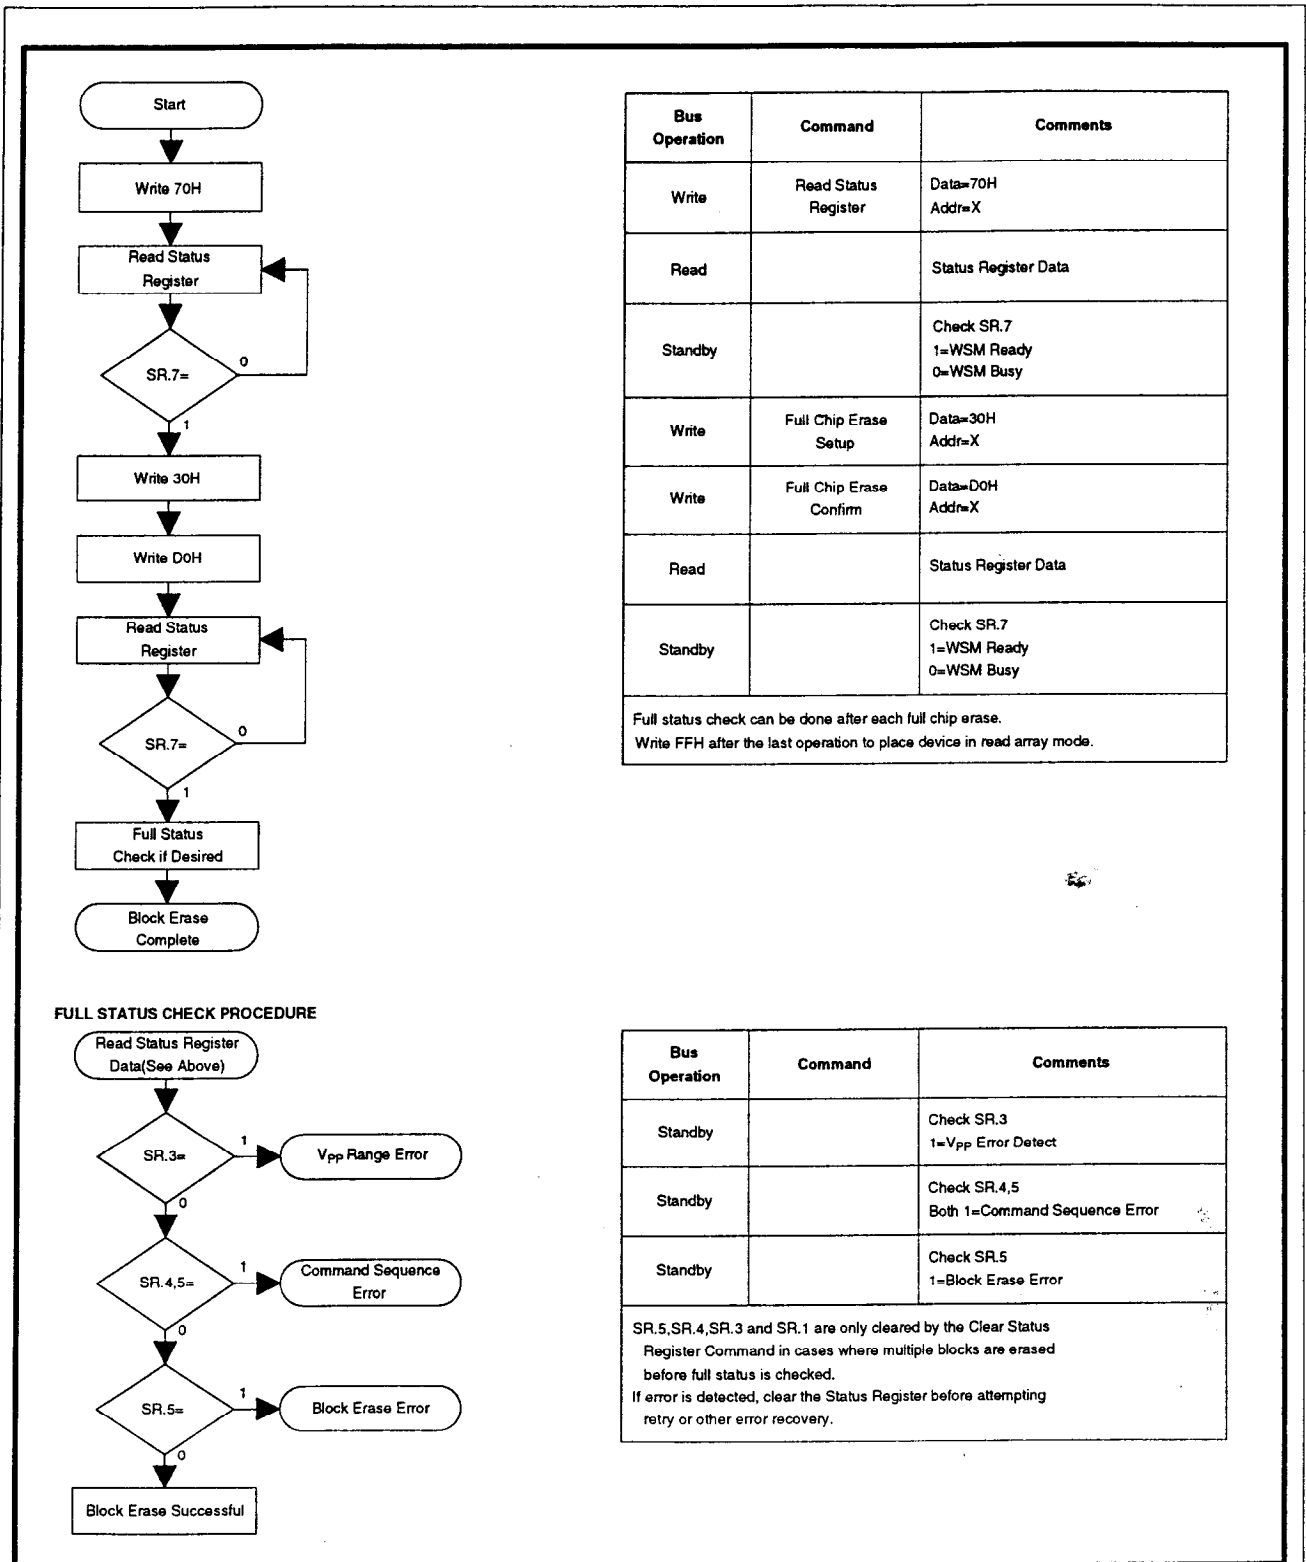 Start
Write 70H
Read Status
Register
SR.7=
0
1
Write 30H
Write D0H
Read Status
Register
SR.7=
0
1
Full Status
Check if Desired
Block Erase
Complete
Bus
Operation
Command
Comments
Write
Read Status
Register
Data=70H
Addr=X
Read
Status Register Data
Standby
Check SR.7
1=WSM Ready
0=WSM Busy
Write
Full Chip Erase
Setup
Data=30H
Addr=X
Write
Full Chip Erase
Confirm
Data=D0H
Addr=X
Read
Status Register Data
Standby
Check SR.7
1=WSM Ready
0=WSM Busy
Full status check can be done after each full chip erase.
Write FFH after the last operation to place device in read array mode.
FULL STATUS CHECK PROCEDURE
Read Status Register
Data(See Above)
SR.3=
1
VPP Range Error
0
SR.4,5=
1
Command Sequence
Error
0
SR.5=
1
Block Erase Error
0
Block Erase Successful
Bus
Operation
Command
Comments
Standby
Check SR.3
1=VPP Error Detect
Standby
Check SR.4,5
Both 1=Command Sequence Error
Standby
Check SR.5
1=Block Erase Error
SR.5,SR.4,SR.3 and SR.1 are only cleared by the Clear Status
Register Command in cases where multiple blocks are erased
before full status is checked.
If error is detected, clear the Status Register before attempting
retry or other error recovery.